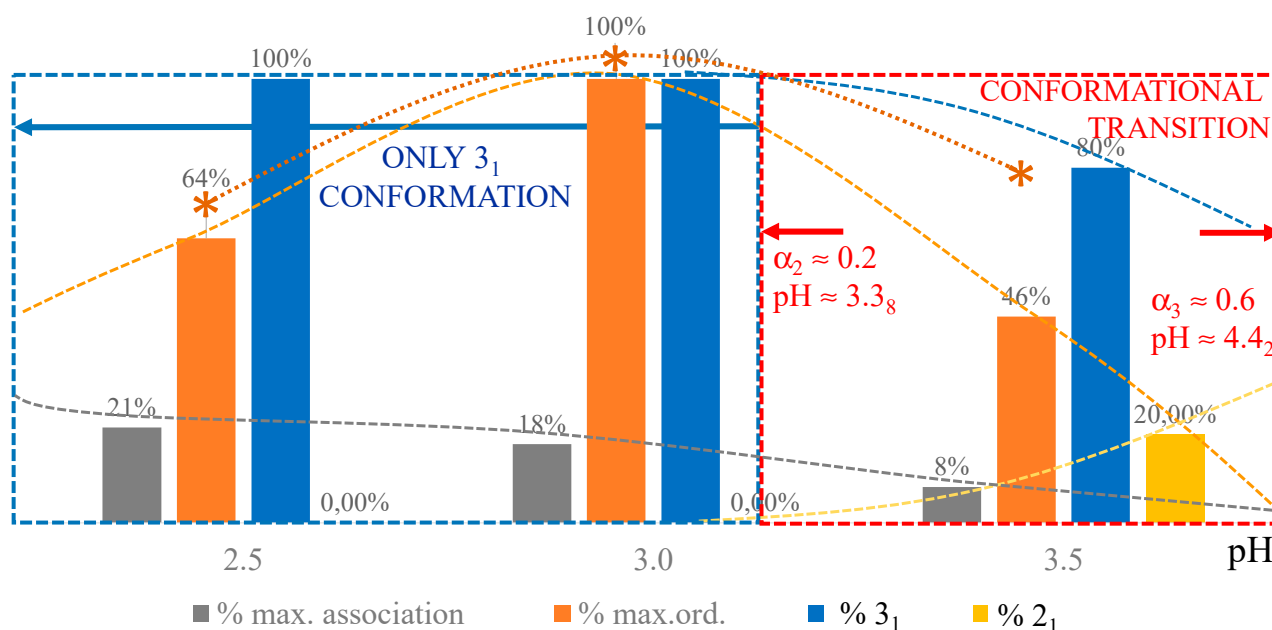 100%
100%
100%
CONFORMATIONAL
TRANSITION
ONLY 3₁
CONFORMATION
64%
80%
α₂ ≈ 0.2
pH ≈ 3.3₈
46%
α₃ ≈ 0.6
pH ≈ 4.4₂
21%
18%
20,00%
8%
0,00%
0,00%
2.5
3.0
3.5
pH
% max. association
% max.ord.
% 3₁
% 2₁